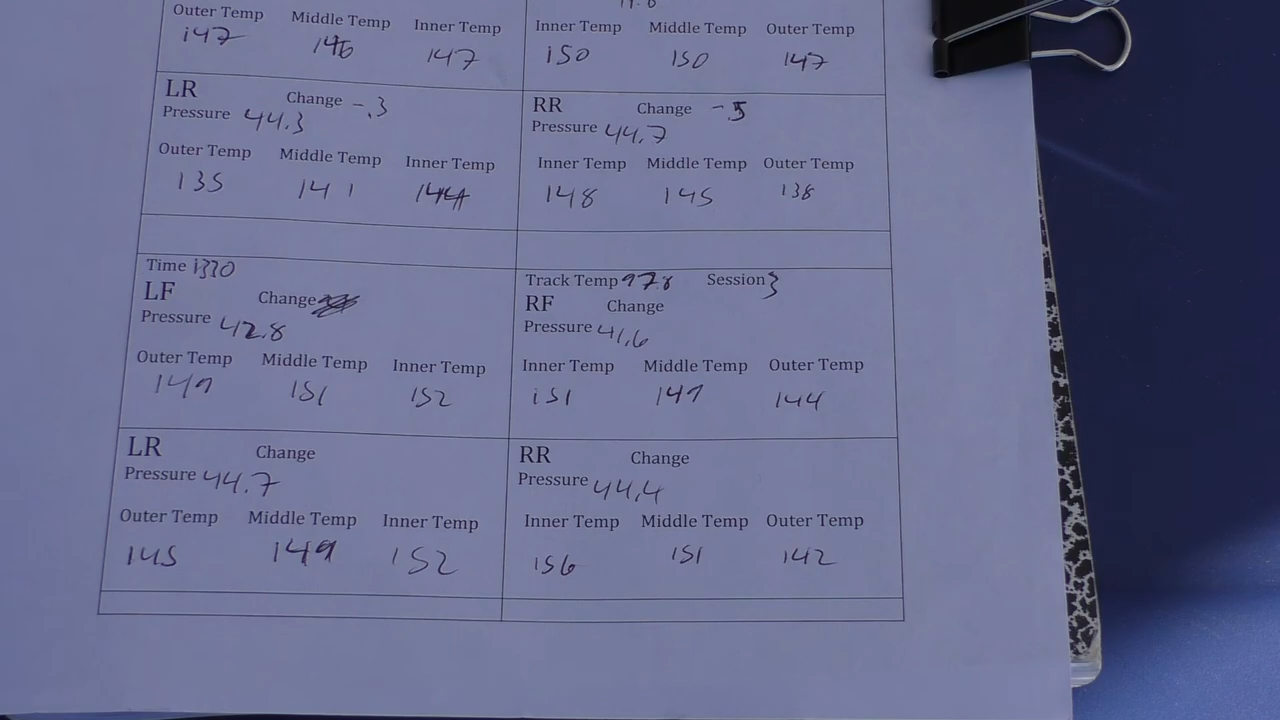 Outer Temp Middle Temp Inner Temp Inner Temp Middle Temp Outer Temp
147 146 147 150 150 147
LR Change -.3 RR Change -.5
Pressure 44.3 Pressure 44.7
Outer Temp Middle Temp Inner Temp Inner Temp Middle Temp Outer Temp
135 141 144 148 145 138
Time Track Temp Session 3
LF Change RF Change
Pressure 42.8 Pressure 41.6
Outer Temp Middle Temp Inner Temp Inner Temp Middle Temp Outer Temp
149 151 152 151 149 144
LR Change RR Change
Pressure 44.7 Pressure 44.4
Outer Temp Middle Temp Inner Temp Inner Temp Middle Temp Outer Temp
145 149 152 156 151 142